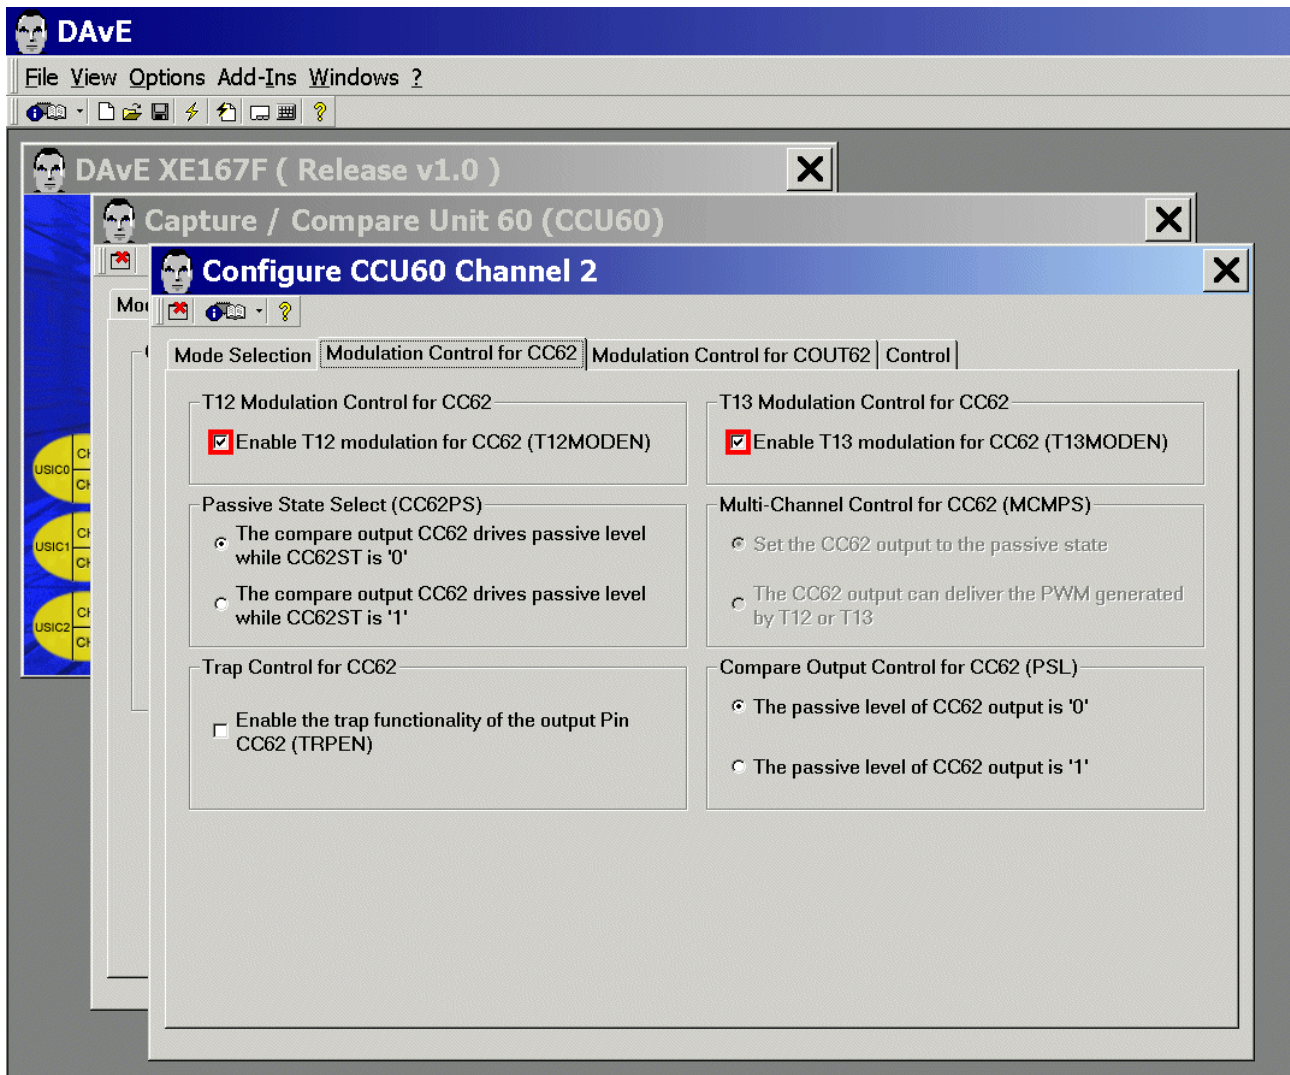 DAvE
File View Options Add-Ins Windows ?
DAvE XE167F ( Release v1.0 )
Capture / Compare Unit 60 (CCU60)
Configure CCU60 Channel 2
Mode Selection Modulation Control for CC62 Modulation Control for COUT62 Control
T12 Modulation Control for CC62
Enable T12 modulation for CC62 (T12MODEN)
T13 Modulation Control for CC62
Enable T13 modulation for CC62 (T13MODEN)
Passive State Select (CC62PS)
The compare output CC62 drives passive level
while CC62ST is '0'
The compare output CC62 drives passive level
while CC62ST is '1'
Multi-Channel Control for CC62 (MCMPS)
Set the CC62 output to the passive state
The CC62 output can deliver the PWM generated
by T12 or T13
Trap Control for CC62
Enable the trap functionality of the output Pin
CC62 (TRPEN)
Compare Output Control for CC62 (PSL)
The passive level of CC62 output is '0'
The passive level of CC62 output is '1'
USIC0
USIC1
USIC2